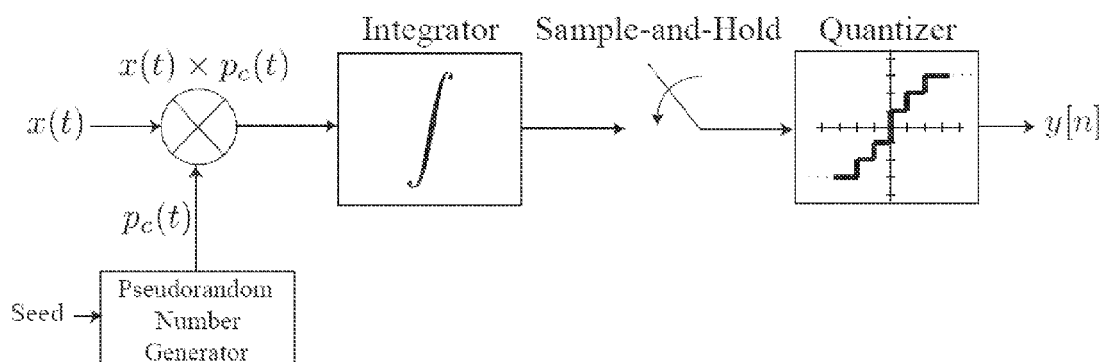 Integrator
Sample-and-Hold
Quantizer
x(t) × p_c(t)
x(t)
y[n]
p_c(t)
Seed
Pseudorandom
Number
Generator